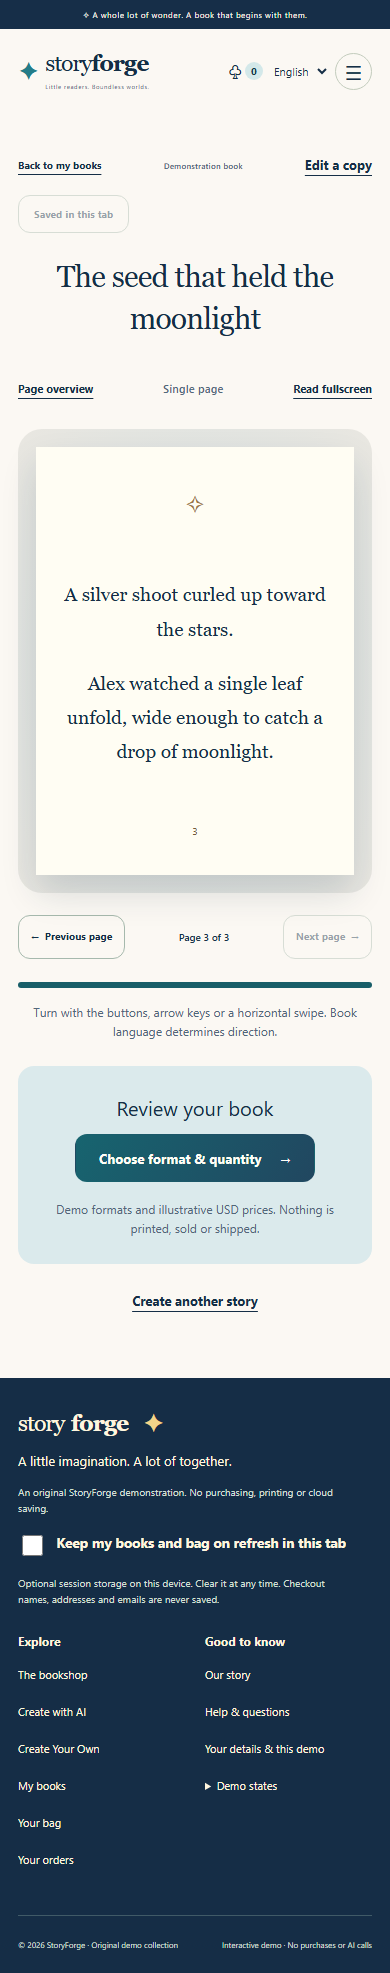 ✧ A whole lot of wonder. A book that begins with them.
storyforge
Little readers. Boundless worlds.
0
English
Back to my books
Demonstration book
Edit a copy
Saved in this tab
The seed that held the
moonlight
Page overview
Single page
Read fullscreen
A silver shoot curled up toward
the stars.
Alex watched a single leaf
unfold, wide enough to catch a
drop of moonlight.
3
← Previous page
Page 3 of 3
Next page →
Turn with the buttons, arrow keys or a horizontal swipe. Book
language determines direction.
Review your book
Choose format & quantity →
Demo formats and illustrative USD prices. Nothing is
printed, sold or shipped.
Create another story
story forge
A little imagination. A lot of together.
An original StoryForge demonstration. No purchasing, printing or cloud
saving.
Keep my books and bag on refresh in this tab
Optional session storage on this device. Clear it at any time. Checkout
names, addresses and emails are never saved.
Explore
The bookshop
Create with AI
Create Your Own
My books
Your bag
Your orders
Good to know
Our story
Help & questions
Your details & this demo
▶ Demo states
© 2026 StoryForge · Original demo collection
Interactive demo · No purchases or AI calls